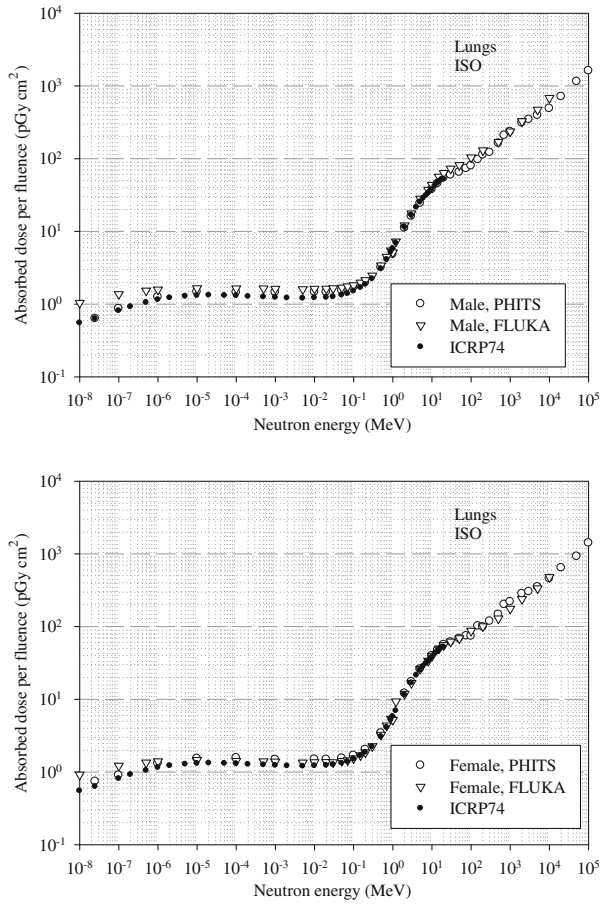 10^4
10^3
10^2
10^1
10^0
10^-1
Absorbed dose per fluence (pGy cm^2)
Lungs
ISO
Male, PHITS
Male, FLUKA
ICRP74
10^-8 10^-7 10^-6 10^-5 10^-4 10^-3 10^-2 10^-1 10^0 10^1 10^2 10^3 10^4 10^5
Neutron energy (MeV)
10^4
10^3
10^2
10^1
10^0
10^-1
Absorbed dose per fluence (pGy cm^2)
Lungs
ISO
Female, PHITS
Female, FLUKA
ICRP74
10^-8 10^-7 10^-6 10^-5 10^-4 10^-3 10^-2 10^-1 10^0 10^1 10^2 10^3 10^4 10^5
Neutron energy (MeV)